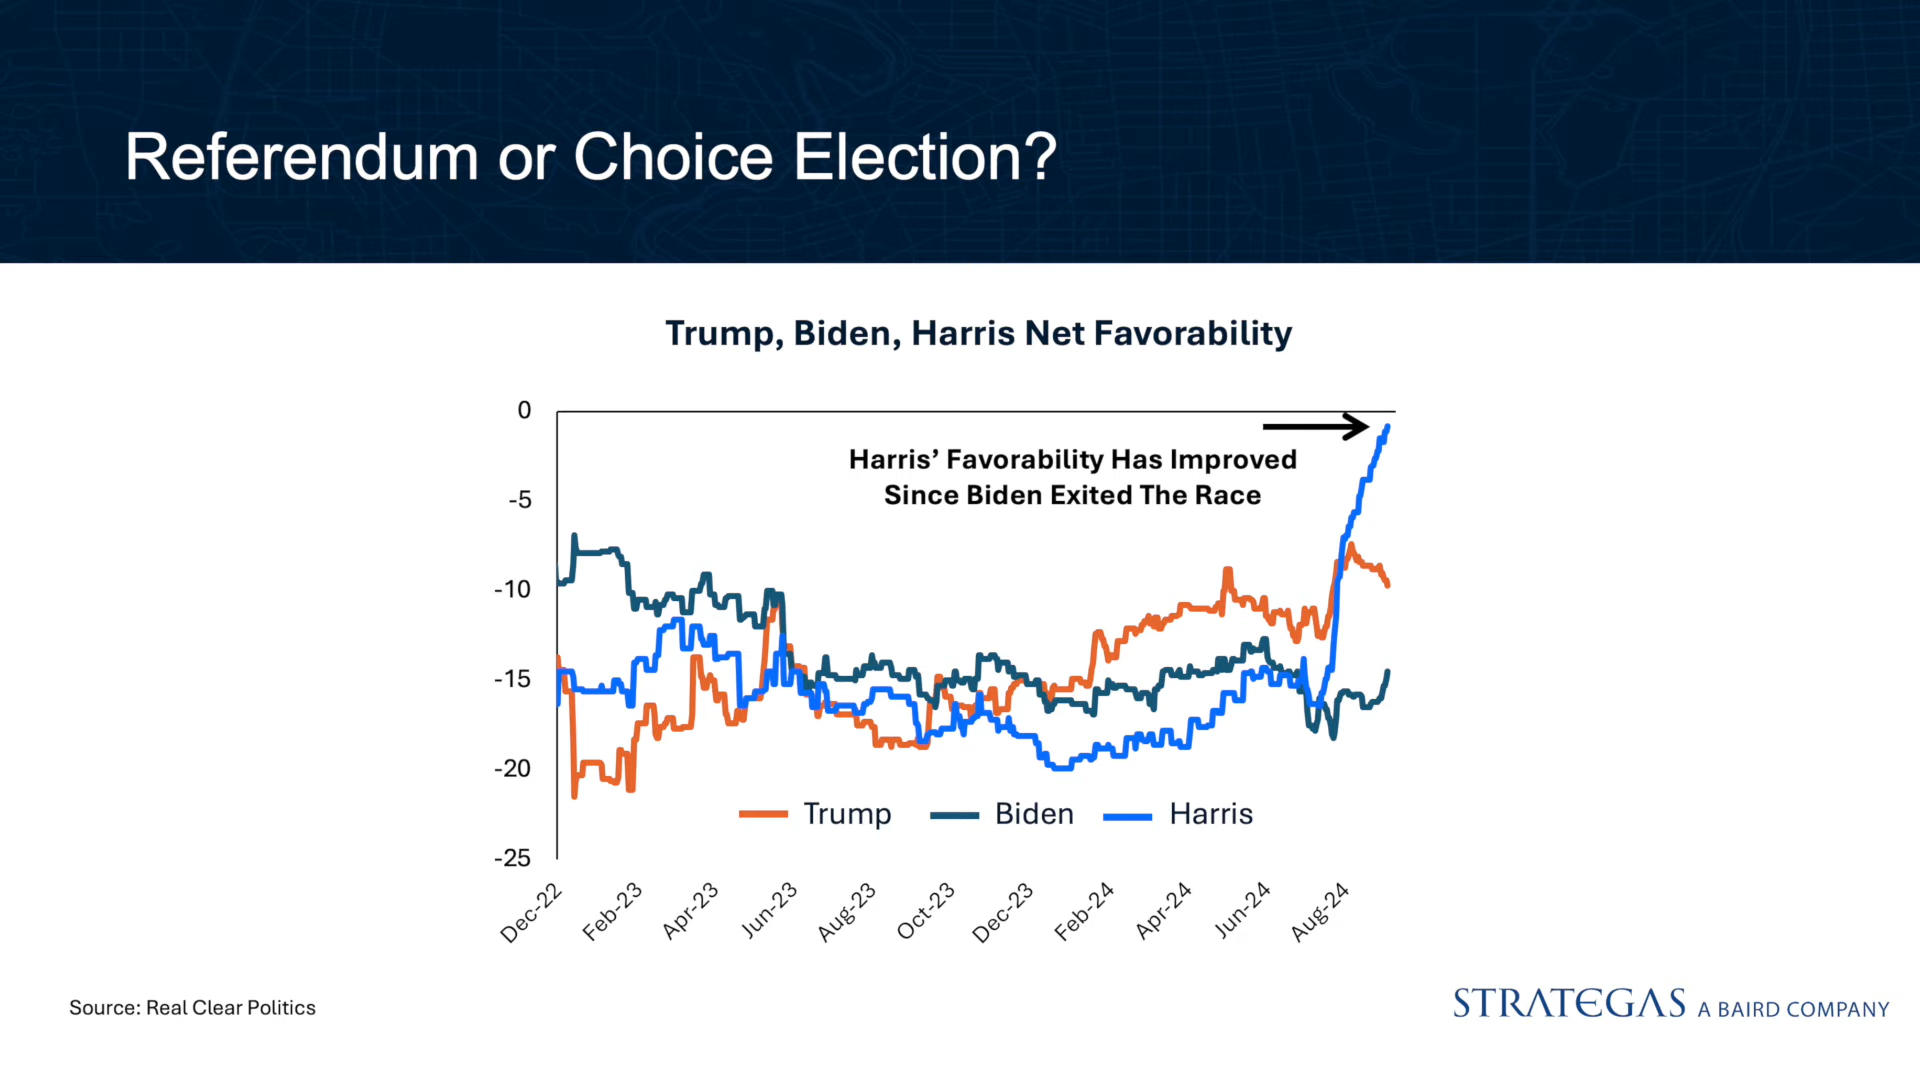 Referendum or Choice Election?
Trump, Biden, Harris Net Favorability
0
-5
-10
-15
-20
-25
Harris’ Favorability Has Improved
Since Biden Exited The Race
Trump Biden Harris
Dec-22 Feb-23 Apr-23 Jun-23 Aug-23 Oct-23 Dec-23 Feb-24 Apr-24 Jun-24 Aug-24
Source: Real Clear Politics
STRATEGAS A BAIRD COMPANY